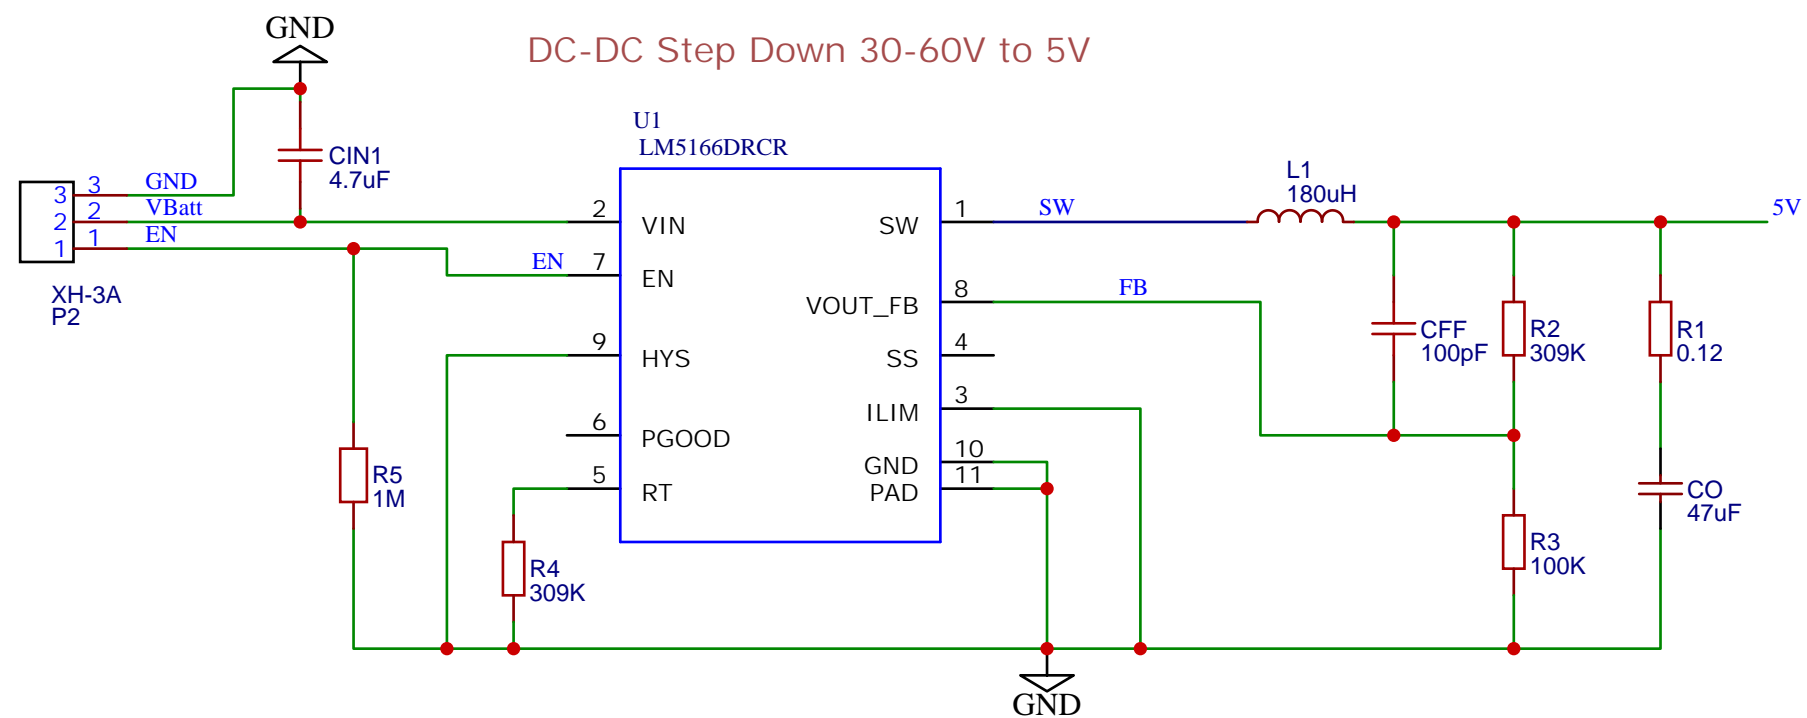 GND
DC-DC Step Down 30-60V to 5V
U1
LM5166DRCR
CIN1
4.7uF
3 3 GND
2 2 VBatt
1 1 EN
XH-3A
P2
EN
2 VIN
7 EN
9 HYS
6 PGOOD
5 RT
SW 1
VOUT_FB 8
SS 4
ILIM 3
GND 10
PAD 11
SW
FB
L1
180uH
5V
CFF
100pF
R2
309K
R1
0.12
R5
1M
R4
309K
R3
100K
CO
47uF
GND